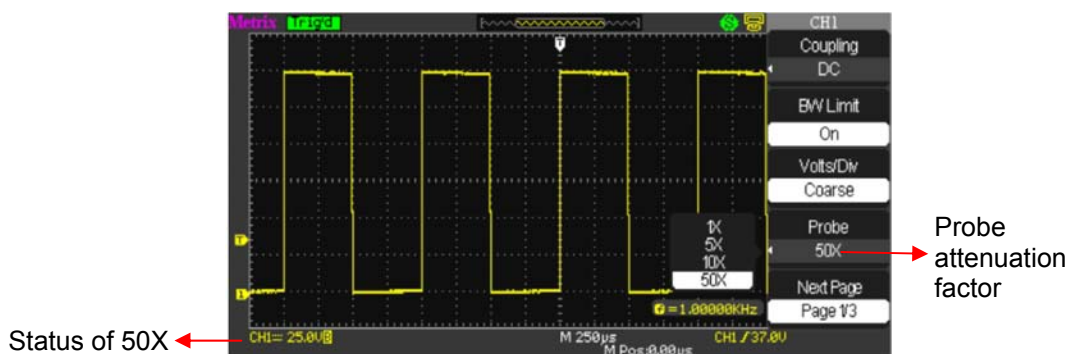 Metrix Trig'd S CH1
Coupling
DC
T
BW Limit
On
Volts/Div
Coarse
Probe
50X
1X
5X
10X
50X
Next Page
Page 1/3
T
1
f=1.00000KHz
CH1= 25.0VB M 250μs CH1 / 37.0V
M Pos:0.00μs
Probe
attenuation
factor
Status of 50X